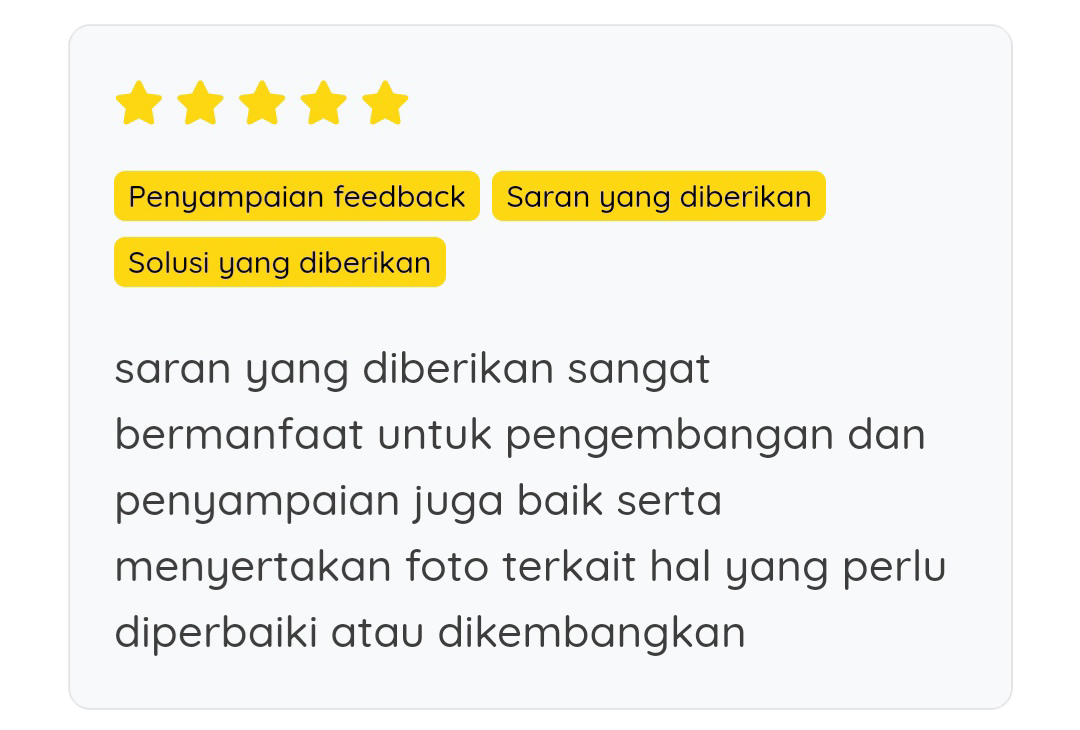 Penyampaian feedback Saran yang diberikan
Solusi yang diberikan
saran yang diberikan sangat
bermanfaat untuk pengembangan dan
penyampaian juga baik serta
menyertakan foto terkait hal yang perlu
diperbaiki atau dikembangkan